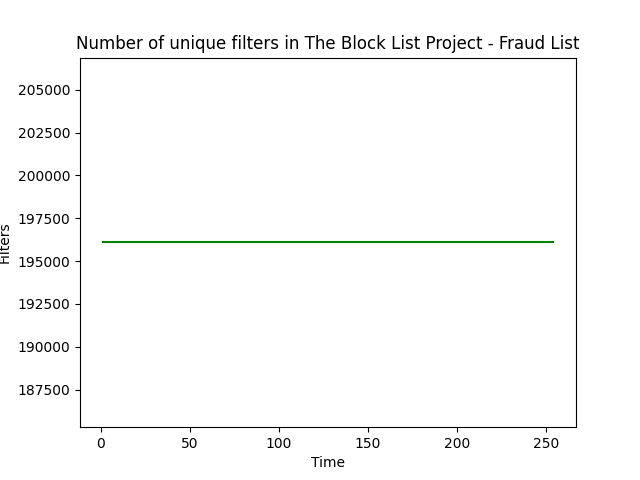 Number of unique filters in The Block List Project - Fraud List
205000
202500
200000
197500
195000
192500
190000
187500
Filters
0 50 100 150 200 250
Time